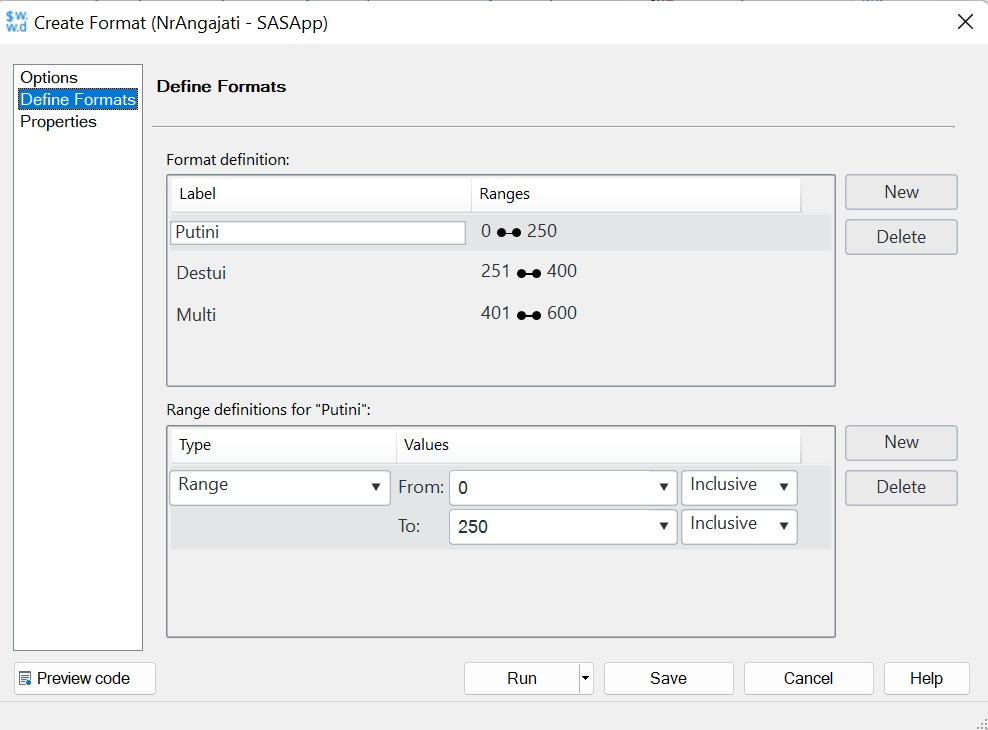 Create Format (NrAngajati - SASApp)
Options
Define Formats
Properties
Define Formats
Format definition:
Label Ranges
Putini 0 250
Destui 251 400
Multi 401 600
New
Delete
Range definitions for "Putini":
Type Values
Range From: 0 Inclusive
To: 250 Inclusive
New
Delete
Preview code Run Save Cancel Help